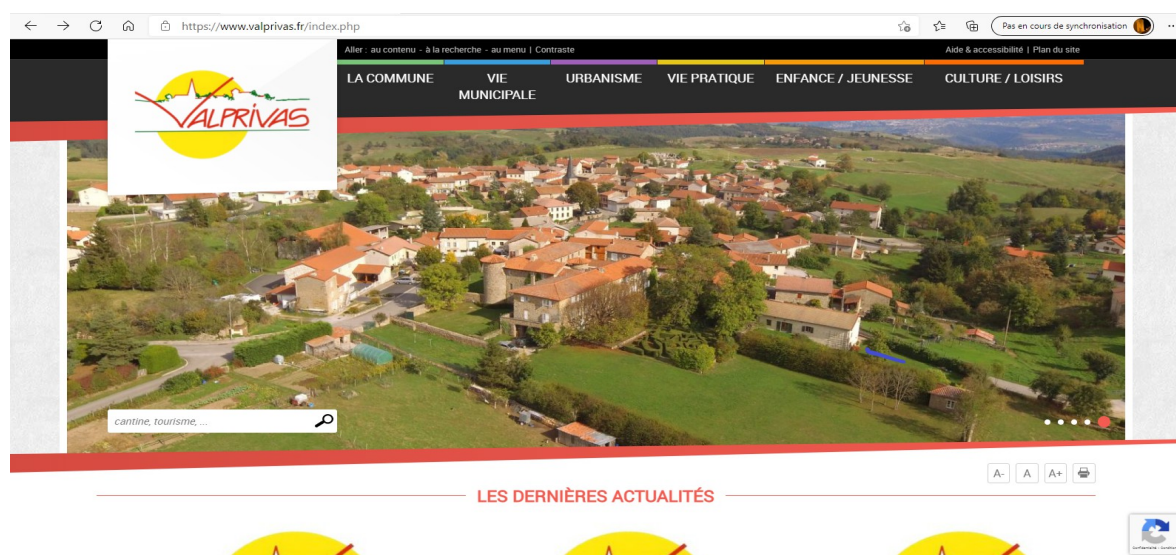 https://www.valprivas.fr/index.php
Pas en cours de synchronisation
Aller : au contenu - à la recherche - au menu | Contraste
Aide & accessibilité | Plan du site
LA COMMUNE
VIE
MUNICIPALE
URBANISME
VIE PRATIQUE
ENFANCE / JEUNESSE
CULTURE / LOISIRS
VALPRIVAS
cantine, tourisme, ...
A-
A
A+
LES DERNIÈRES ACTUALITÉS